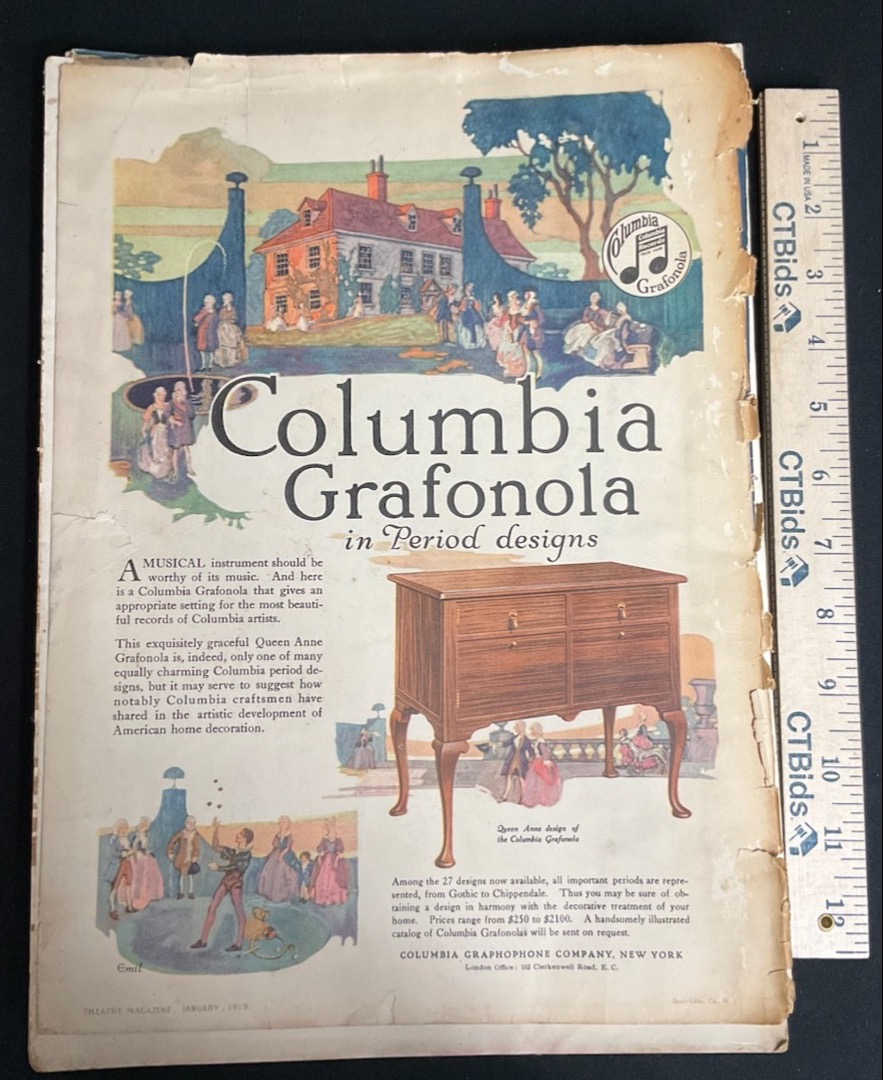 Columbia
Columbia
Records
Grafonola
Columbia
Grafonola
in Period designs
A MUSICAL instrument should be
worthy of its music. And here
is a Columbia Grafonola that gives an
appropriate setting for the most beauti-
ful records of Columbia artists.
This exquisitely graceful Queen Anne
Grafonola is, indeed, only one of many
equally charming Columbia period de-
signs, but it may serve to suggest how
notably Columbia craftsmen have
shared in the artistic development of
American home decoration.
Queen Anne design of
the Columbia Grafonola
Among the 27 designs now available, all important periods are repre-
sented, from Gothic to Chippendale. Thus you may be sure of ob-
taining a design in harmony with the decorative treatment of your
home. Prices range from $250 to $2100. A handsomely illustrated
catalog of Columbia Grafonolas will be sent on request.
COLUMBIA GRAPHOPHONE COMPANY, NEW YORK
London Office: 102 Clerkenwell Road, E. C.
Emil
THEATRE MAGAZINE, JANUARY, 1919
1 MADE IN USA 2 3 4 5 6 7 8 9 10 11 12
CTBids
CTBids
CTBids